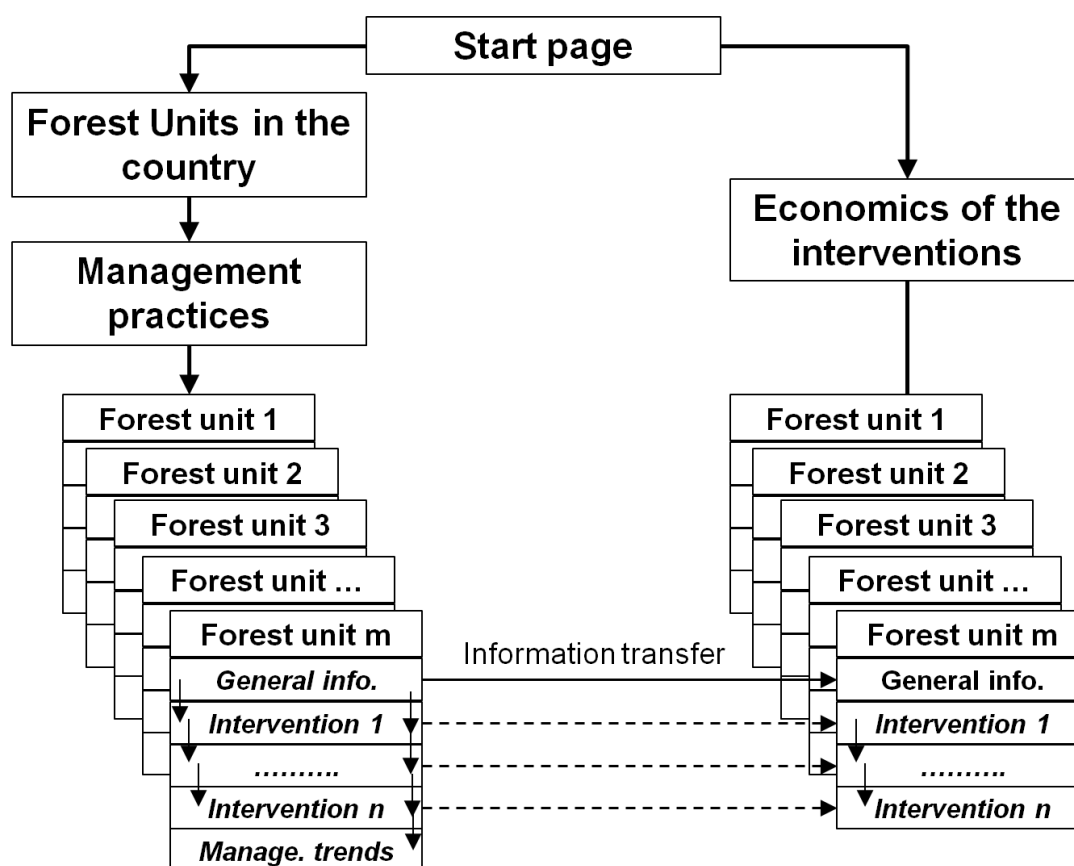 Start page
Forest Units in the
country
Management
practices
Economics of the
interventions
Forest unit 1
Forest unit 2
Forest unit 3
Forest unit ...
Forest unit m
General info.
Intervention 1
..........
Intervention n
Manage. trends
Information transfer
Forest unit 1
Forest unit 2
Forest unit 3
Forest unit ...
Forest unit m
General info.
Intervention 1
..........
Intervention n